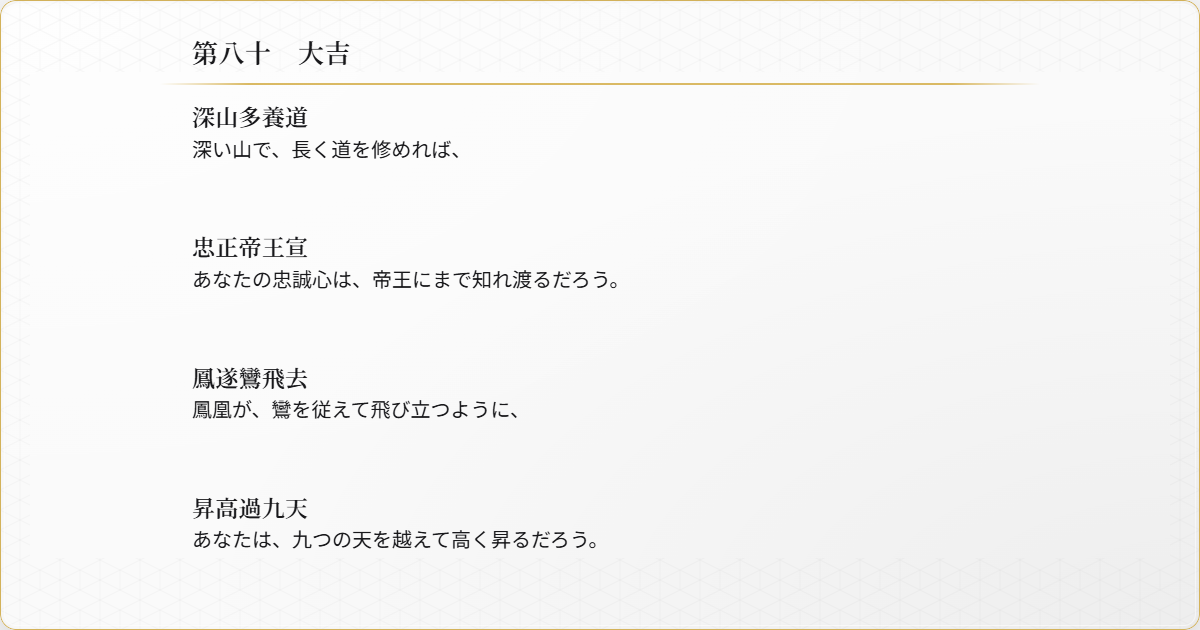 第八十　大吉
深山多養道
深い山で、長く道を修めれば、
忠正帝王宣
あなたの忠誠心は、帝王にまで知れ渡るだろう。
鳳遂鸞飛去
鳳凰が、鸞を従えて飛び立つように、
昇高過九天
あなたは、九つの天を越えて高く昇るだろう。